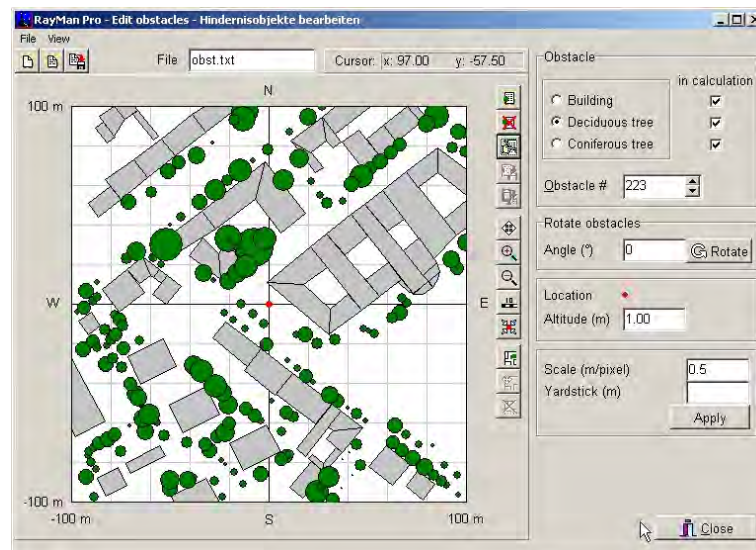 RayMan Pro - Edit obstacles - Hindernisobjekte bearbeiten
File View
File obst.txt Cursor: x: 97.00 y: -57.50
N
100 m
W
E
-100 m
-100 m S 100 m
Obstacle
in calculation
Building
Deciduous tree
Coniferous tree
Obstacle # 223
Rotate obstacles
Angle (°) 0 Rotate
Location
Altitude (m) 1.00
Scale (m/pixel) 0.5
Yardstick (m)
Apply
Close